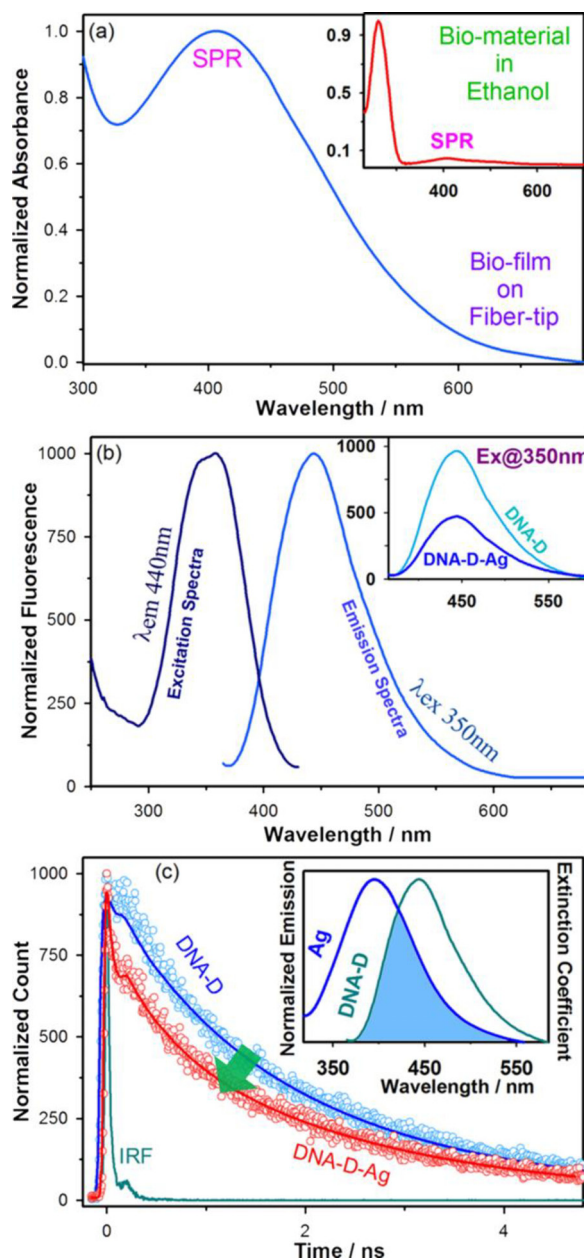 (a)
SPR
Bio-material
in
Ethanol
SPR
1.0
0.5
0.1
400
600
Bio-film
on
Fiber-tip
1.0
0.8
0.6
0.4
0.2
0.0
Normalized Absorbance
300
400
500
600
Wavelength / nm
(b)
λem 440nm
Excitation Spectra
Emission Spectra
λex 350nm
Ex@350nm
DNA-D
DNA-D-Ag
1000
500
0
450
550
1000
750
500
250
0
Normalized Fluorescence
300
400
500
600
Wavelength / nm
(c)
DNA-D
DNA-D-Ag
IRF
Normalized Emission
Extinction Coefficient
Ag
DNA-D
350
450
550
Wavelength / nm
1000
750
500
250
0
Normalized Count
0
2
4
Time / ns